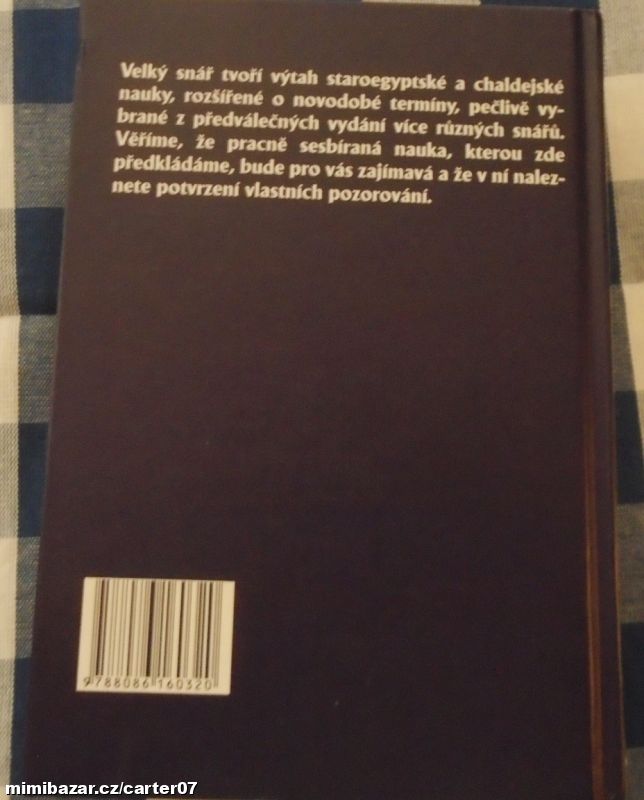 Velký snář tvoří výtah staroegyptské a chaldejské
nauky, rozšířené o novodobé termíny, pečlivě vy-
brané z předválečných vydání více různých snářů.
Věříme, že pracně sesbíraná nauka, kterou zde
předkládáme, bude pro vás zajímavá a že v ní nalez-
nete potvrzení vlastních pozorování.
9788086160320
mimibazar.cz/carter07